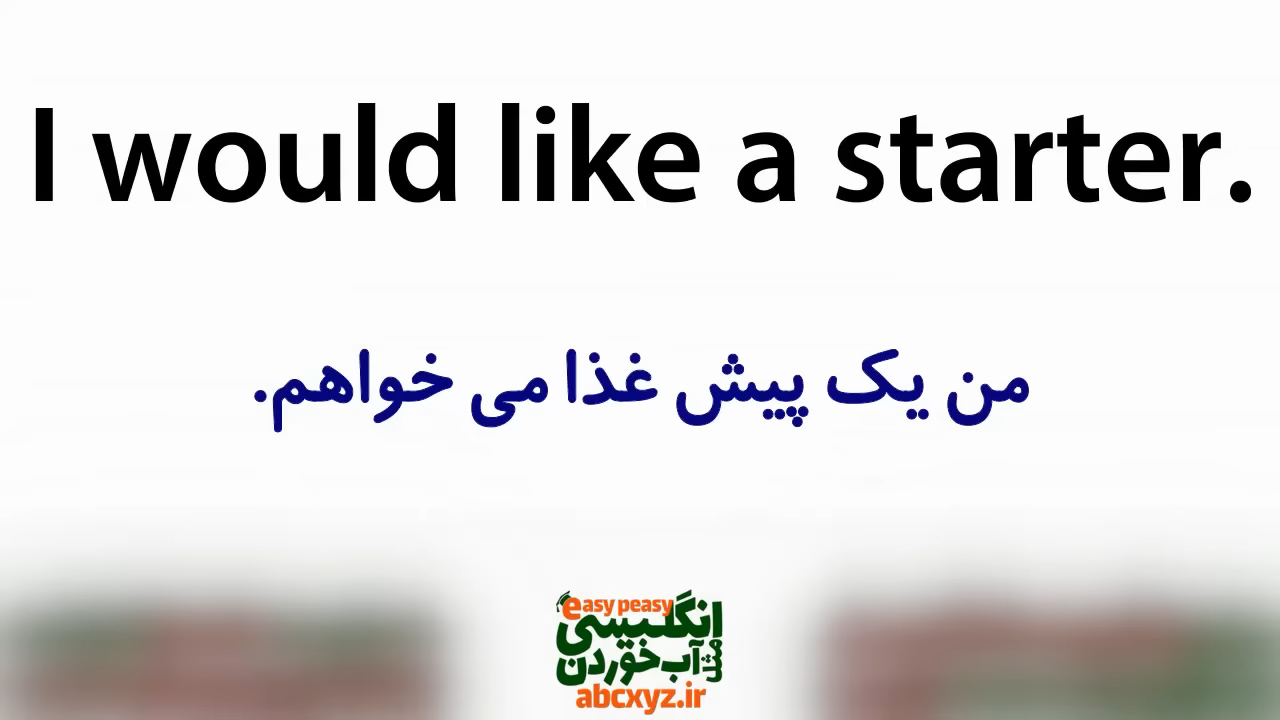 I would like a starter.
من یک پیش غذا می خواهم.
easy peasy
انگلیسی
مثل
آب خوردن
abcxyz.ir